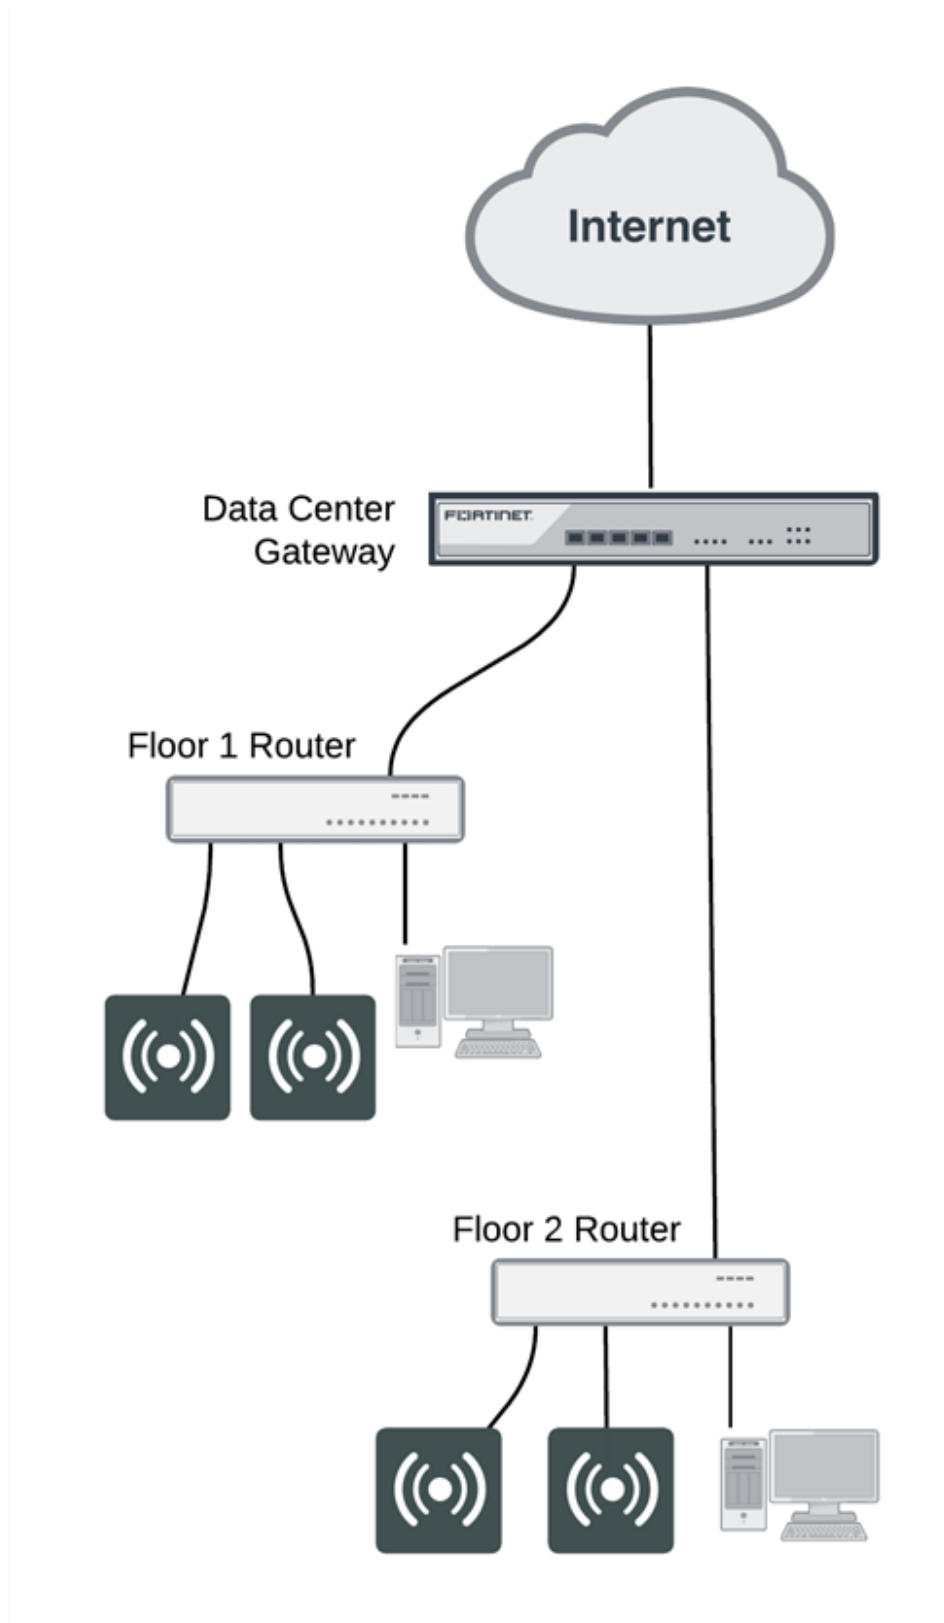 Internet
Data Center
Gateway
FORTINET
Floor 1 Router
Floor 2 Router